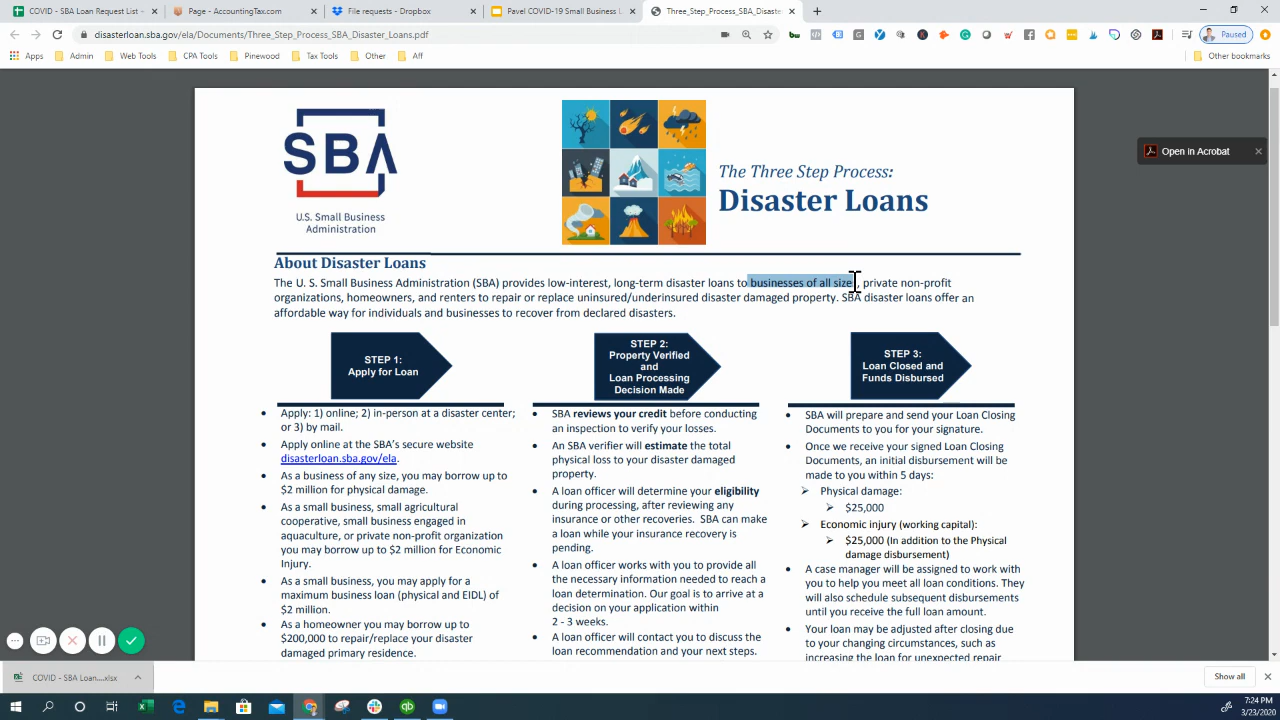 COVID - SBA Loan Request List -
Page - AccountingTax.com
File requests - Dropbox
Pavel COVID-19 Small Business L
Three_Step_Process_SBA_Disaster
disasterloan.sba.gov/ela/Documents/Three_Step_Process_SBA_Disaster_Loans.pdf
Paused
Apps
Admin
Web Tools
CPA Tools
Pinewood
Tax Tools
Other
Aff
Other bookmarks
SBA
U.S. Small Business
Administration
The Three Step Process:
Disaster Loans
Open in Acrobat
About Disaster Loans
The U. S. Small Business Administration (SBA) provides low-interest, long-term disaster loans to businesses of all size, private non-profit
organizations, homeowners, and renters to repair or replace uninsured/underinsured disaster damaged property. SBA disaster loans offer an
affordable way for individuals and businesses to recover from declared disasters.
STEP 1:
Apply for Loan
• Apply: 1) online; 2) in-person at a disaster center;
or 3) by mail.
• Apply online at the SBA's secure website
disasterloan.sba.gov/ela.
• As a business of any size, you may borrow up to
$2 million for physical damage.
• As a small business, small agricultural
cooperative, small business engaged in
aquaculture, or private non-profit organization
you may borrow up to $2 million for Economic
Injury.
• As a small business, you may apply for a
maximum business loan (physical and EIDL) of
$2 million.
• As a homeowner you may borrow up to
$200,000 to repair/replace your disaster
damaged primary residence.
STEP 2:
Property Verified
and
Loan Processing
Decision Made
• SBA reviews your credit before conducting
an inspection to verify your losses.
• An SBA verifier will estimate the total
physical loss to your disaster damaged
property.
• A loan officer will determine your eligibility
during processing, after reviewing any
insurance or other recoveries. SBA can make
a loan while your insurance recovery is
pending.
• A loan officer works with you to provide all
the necessary information needed to reach a
loan determination. Our goal is to arrive at a
decision on your application within
2 - 3 weeks.
• A loan officer will contact you to discuss the
loan recommendation and your next steps.
STEP 3:
Loan Closed and
Funds Disbursed
• SBA will prepare and send your Loan Closing
Documents to you for your signature.
• Once we receive your signed Loan Closing
Documents, an initial disbursement will be
made to you within 5 days:
➢ Physical damage:
➢ $25,000
➢ Economic injury (working capital):
➢ $25,000 (In addition to the Physical
damage disbursement)
• A case manager will be assigned to work with
you to help you meet all loan conditions. They
will also schedule subsequent disbursements
until you receive the full loan amount.
• Your loan may be adjusted after closing due
to your changing circumstances, such as
increasing the loan for unexpected repair
COVID - SBA Loan....xlsx
Show all
7:24 PM
3/23/2020